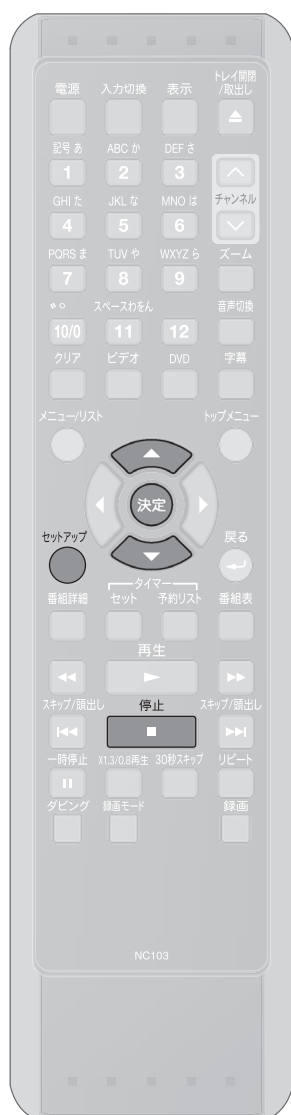 電源 入力切換 表示 トレイ開閉
/取出し
記号 あ ABC か DEF さ
1 2 3
GHI た JKL な MNO は チャンネル
4 5 6
PQRS ま TUV や WXYZ ら ズーム
7 8 9
゛゜ スペースわをん 音声切換
10/0 11 12
クリア ビデオ DVD 字幕
メニュー/リスト トップメニュー
決定
セットアップ 戻る
タイマー
番組詳細 セット 予約リスト 番組表
再生
スキップ/頭出し 停止 スキップ/頭出し
一時停止 X1.3/0.8再生 30秒スキップ リピート
ダビング 録画モード 録画
NC103